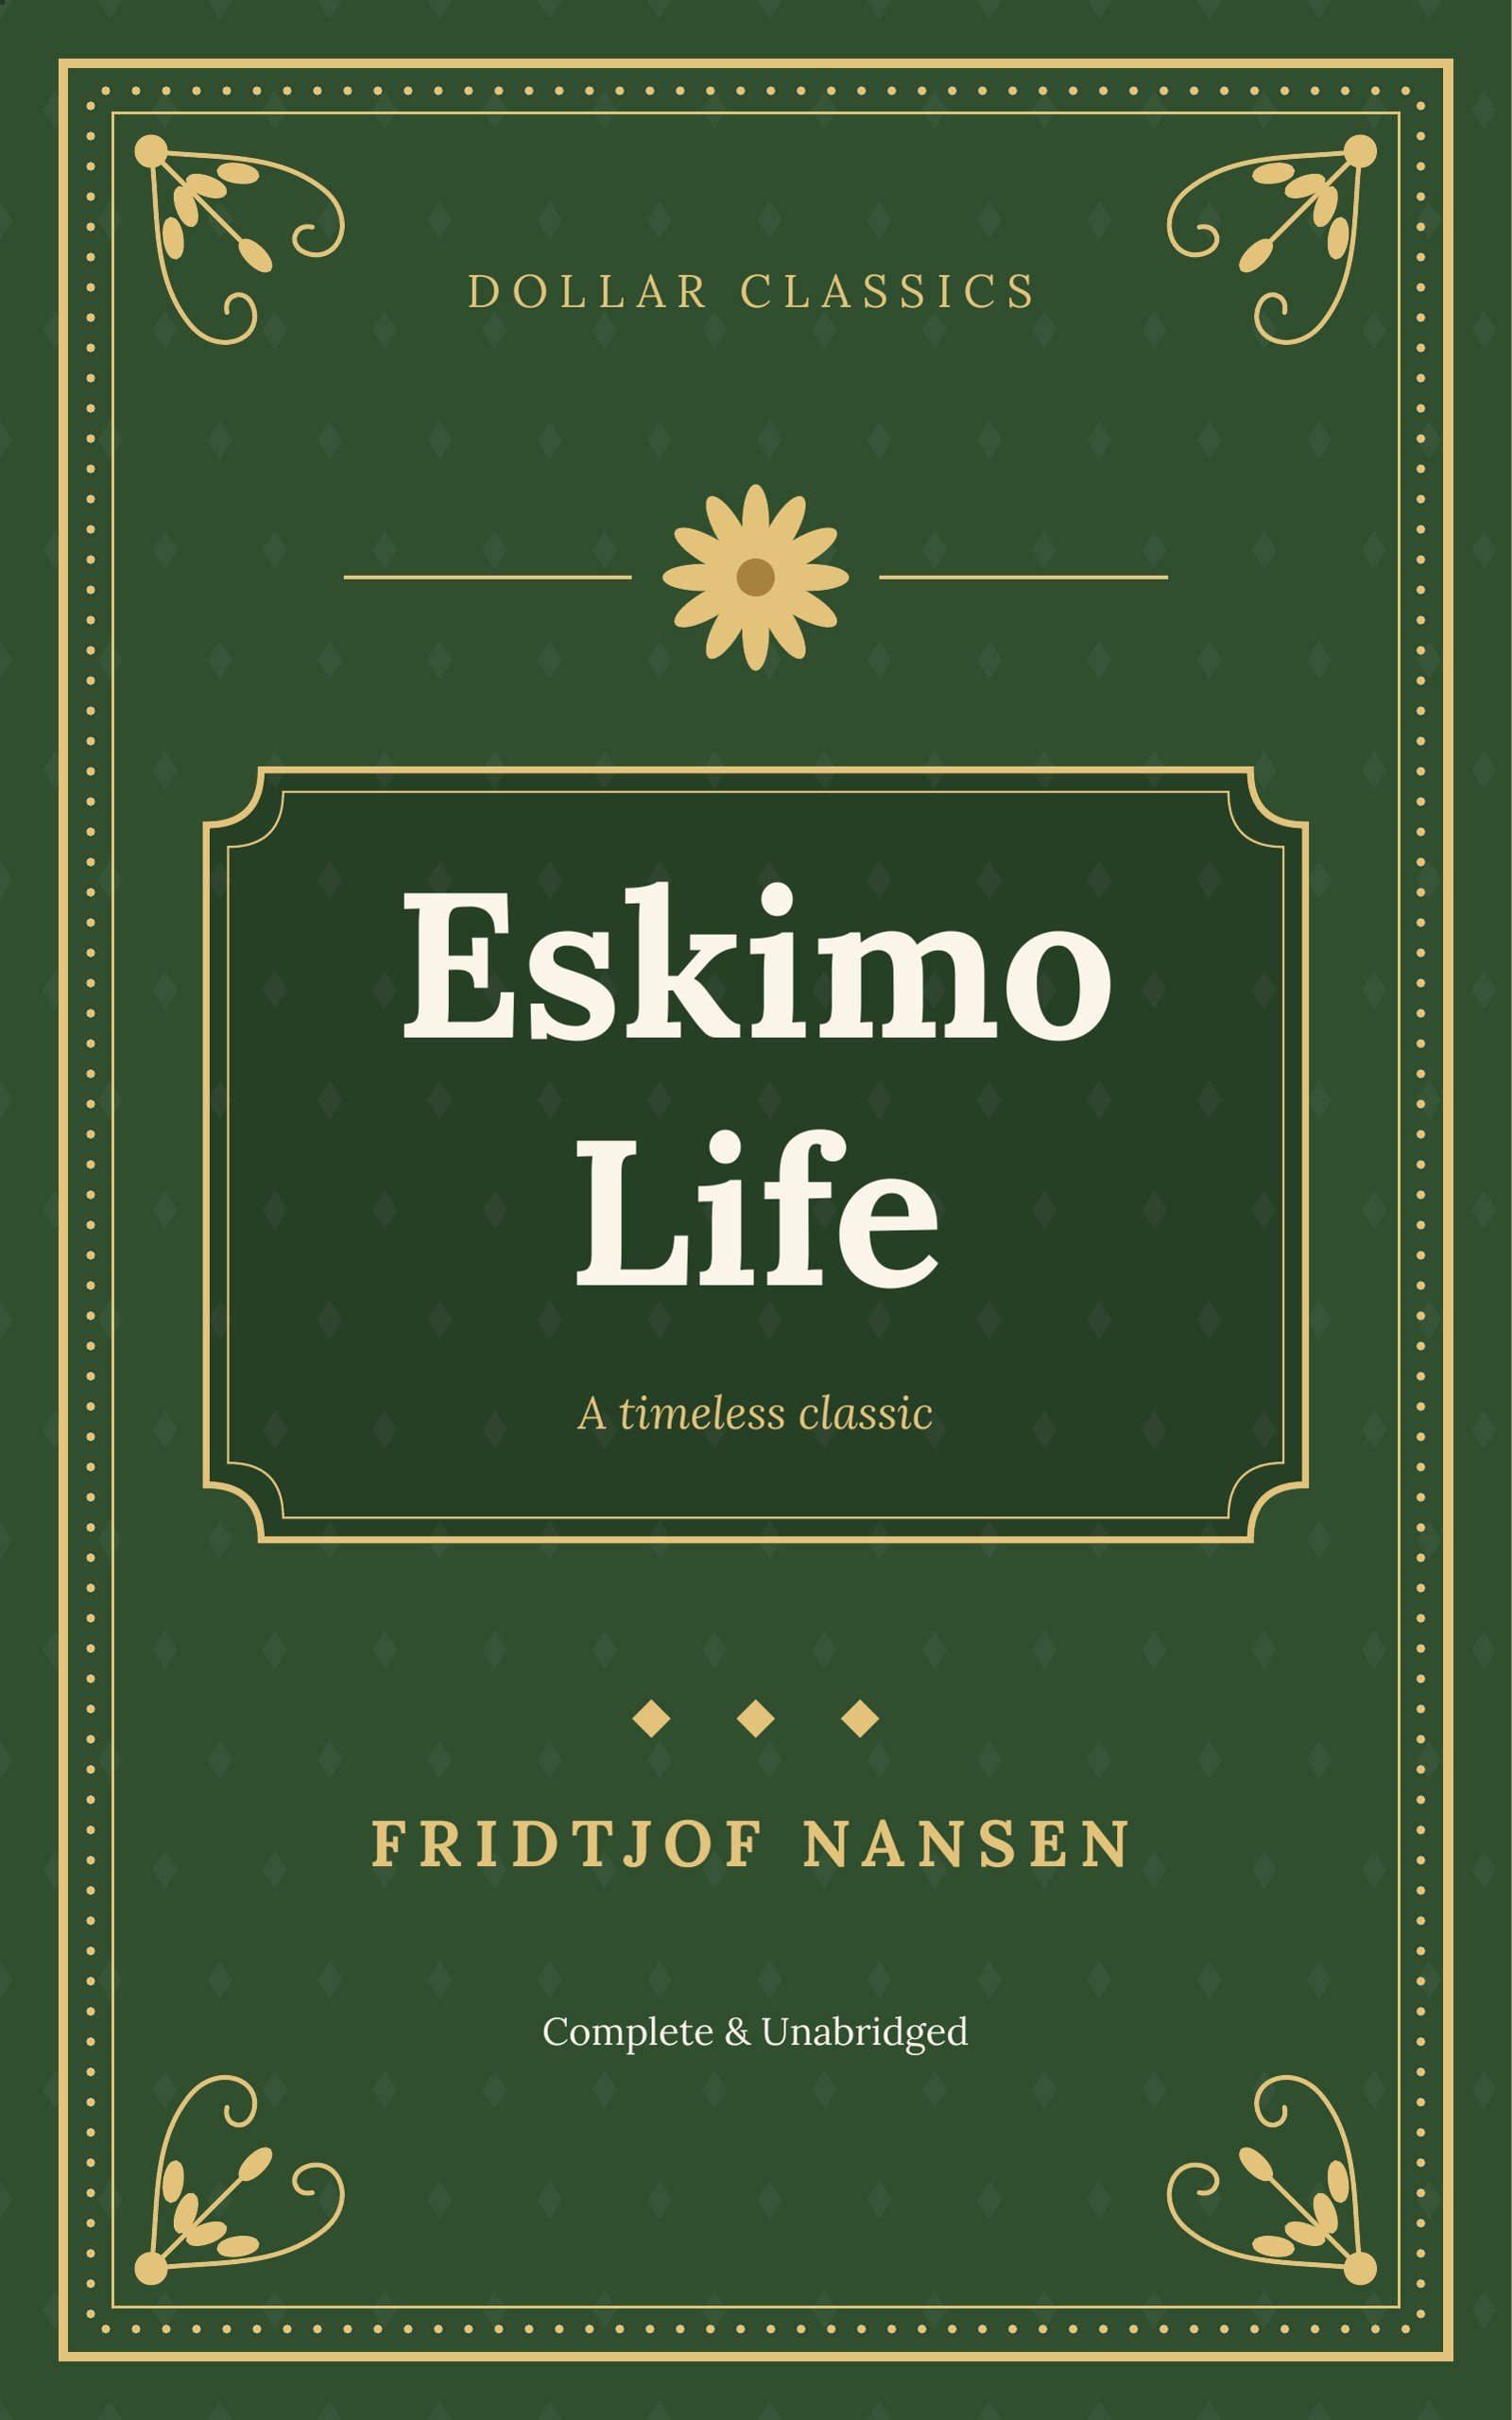 DOLLAR CLASSICS
Eskimo
Life
A timeless classic
FRIDTJOF NANSEN
Complete & Unabridged